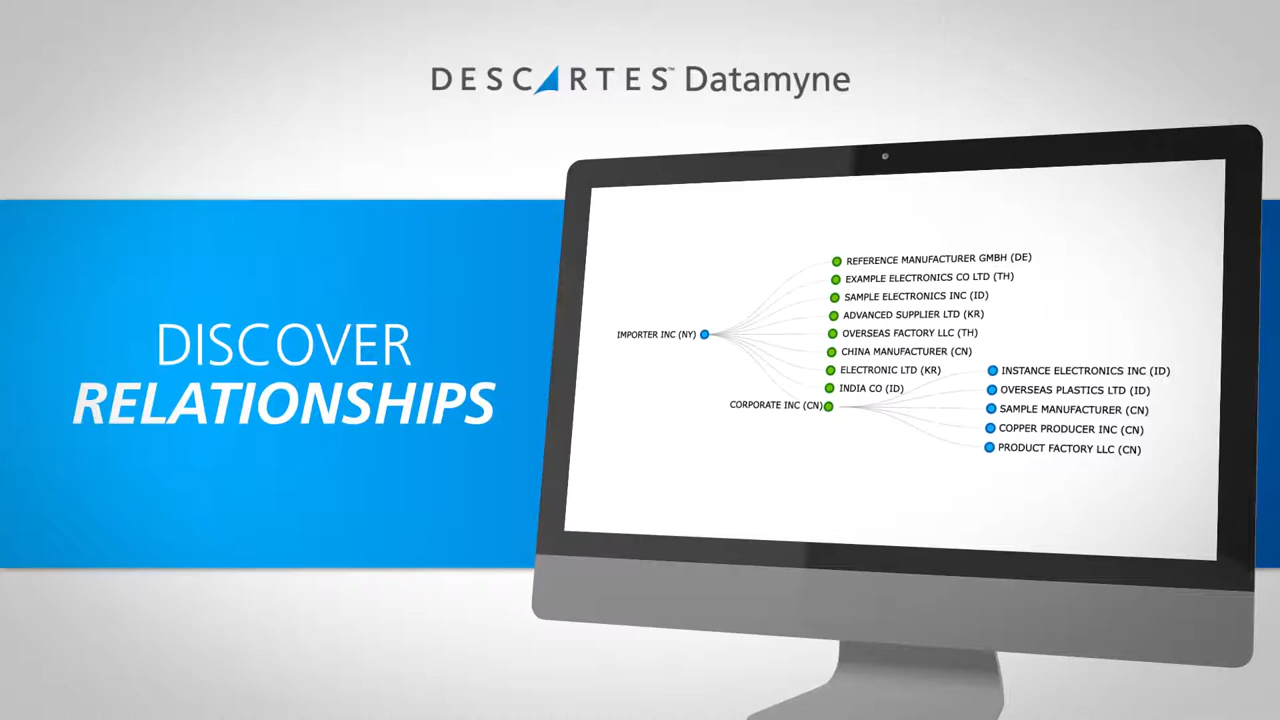 DESCARTES™ Datamyne
DISCOVER
RELATIONSHIPS
IMPORTER INC (NY)
REFERENCE MANUFACTURER GMBH (DE)
EXAMPLE ELECTRONICS CO LTD (TH)
SAMPLE ELECTRONICS INC (ID)
ADVANCED SUPPLIER LTD (KR)
OVERSEAS FACTORY LLC (TH)
CHINA MANUFACTURER (CN)
ELECTRONIC LTD (KR)
INDIA CO (ID)
CORPORATE INC (CN)
INSTANCE ELECTRONICS INC (ID)
OVERSEAS PLASTICS LTD (ID)
SAMPLE MANUFACTURER (CN)
COPPER PRODUCER INC (CN)
PRODUCT FACTORY LLC (CN)